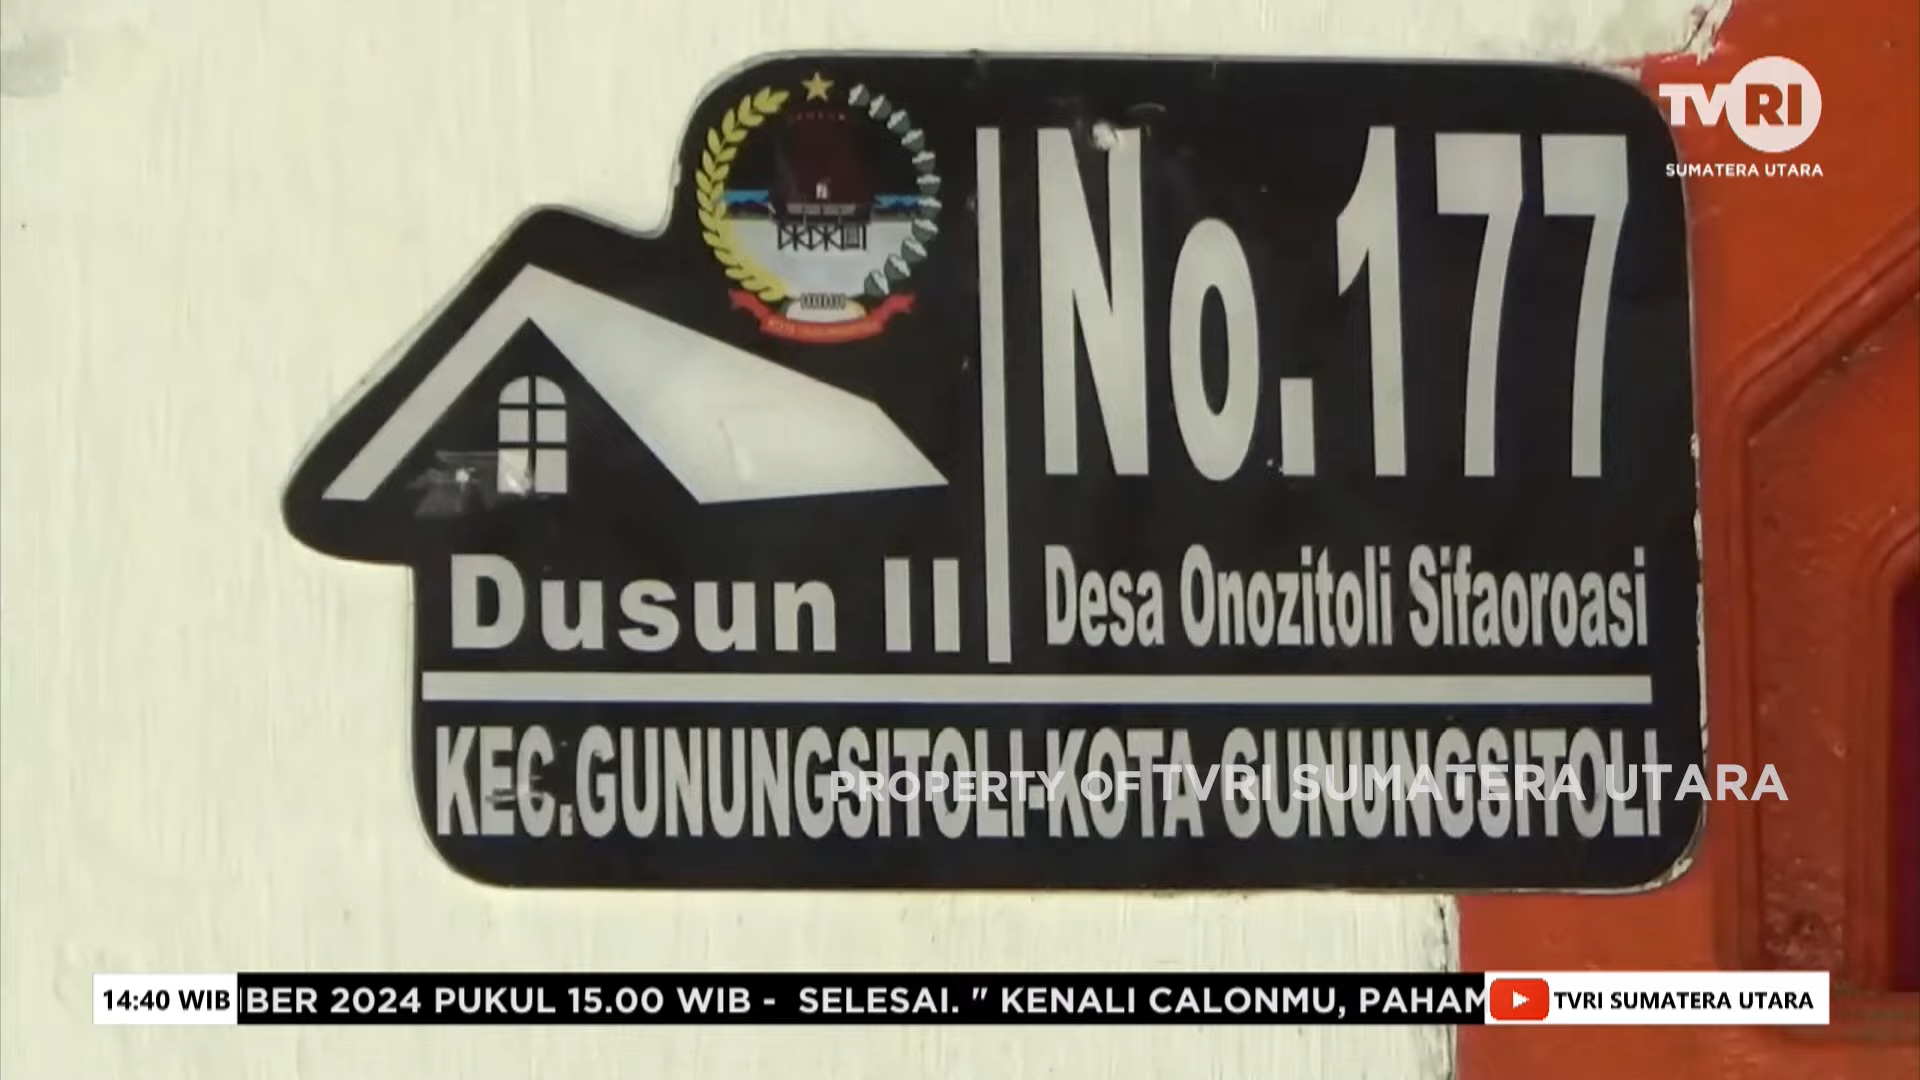 TVRI
SUMATERA UTARA
No.177
Dusun II
Desa Onozitoli Sifaoroasi
KEC.GUNUNGSITOLI-KOTA GUNUNGSITOLI
PROPERTY OF TVRI SUMATERA UTARA
14:40 WIB
BER 2024 PUKUL 15.00 WIB - SELESAI. " KENALI CALONMU, PAHAM
TVRI SUMATERA UTARA